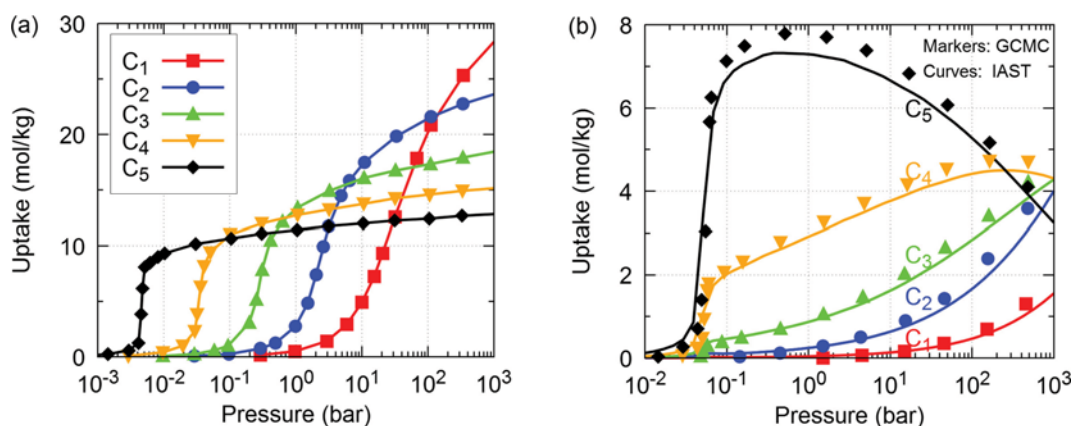 (a)
Uptake (mol/kg)
30
20
10
0
C₁
C₂
C₃
C₄
C₅
10⁻³ 10⁻² 10⁻¹ 10⁰ 10¹ 10² 10³
Pressure (bar)
(b)
Uptake (mol/kg)
8
6
4
2
0
Markers: GCMC
Curves: IAST
C₅
C₄
C₃
C₂
C₁
10⁻² 10⁻¹ 10⁰ 10¹ 10² 10³
Pressure (bar)